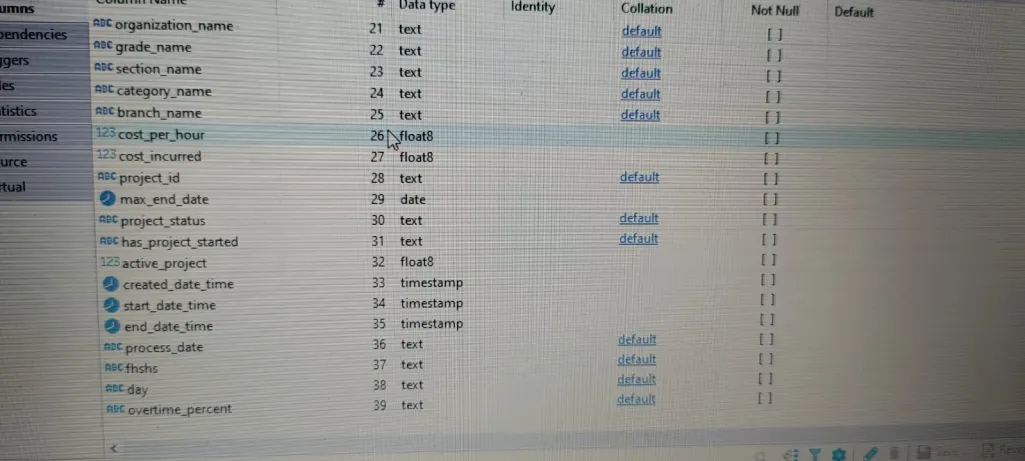 Column Name # Data type Identity Collation Not Null Default
ABC organization_name 21 text default [ ]
ABC grade_name 22 text default [ ]
ABC section_name 23 text default [ ]
ABC category_name 24 text default [ ]
ABC branch_name 25 text default [ ]
123 cost_per_hour 26 float8 [ ]
123 cost_incurred 27 float8 [ ]
ABC project_id 28 text default [ ]
max_end_date 29 date [ ]
ABC project_status 30 text default [ ]
ABC has_project_started 31 text default [ ]
123 active_project 32 float8 [ ]
created_date_time 33 timestamp [ ]
start_date_time 34 timestamp [ ]
end_date_time 35 timestamp [ ]
ABC process_date 36 text default [ ]
ABC fhshs 37 text default [ ]
ABC day 38 text default [ ]
ABC overtime_percent 39 text default [ ]
umns
pendencies
ggers
les
tistics
rmissions
urce
rtual